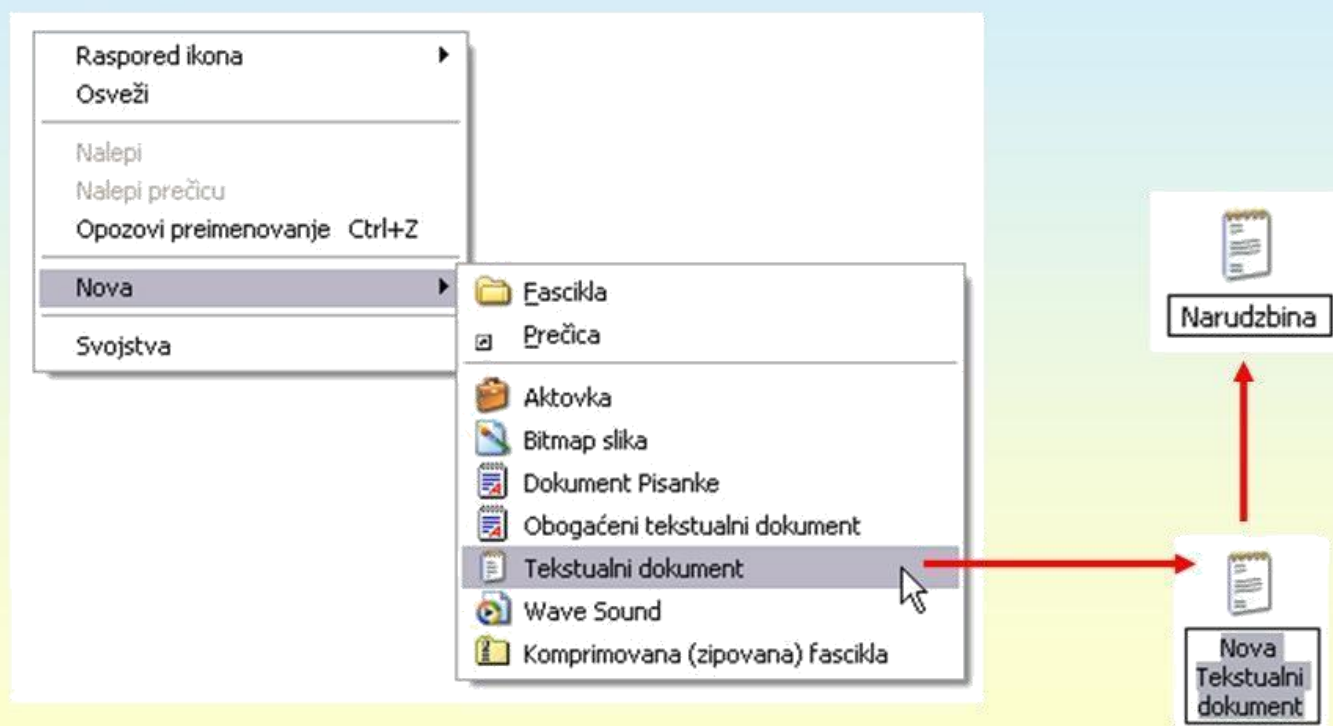 Raspored ikona
Osveži
Nalepi
Nalepi prečicu
Opozovi preimenovanje Ctrl+Z
Nova
Svojstva
Fascikla
Prečica
Aktovka
Bitmap slika
Dokument Pisanke
Obogaćeni tekstualni dokument
Tekstualni dokument
Wave Sound
Komprimovana (zipovana) fascikla
Narudzbina
Nova
Tekstualni
dokument